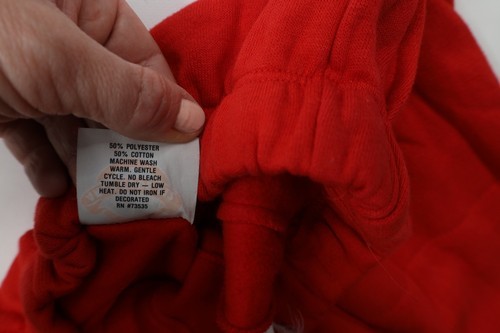 50% POLYESTER
50% COTTON
MACHINE WASH
WARM. GENTLE
CYCLE. NO BLEACH
TUMBLE DRY — LOW
HEAT. DO NOT IRON IF
DECORATED
RN #73535